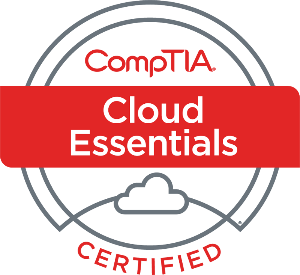 CompTIA.
Cloud
Essentials
CERTIFIED